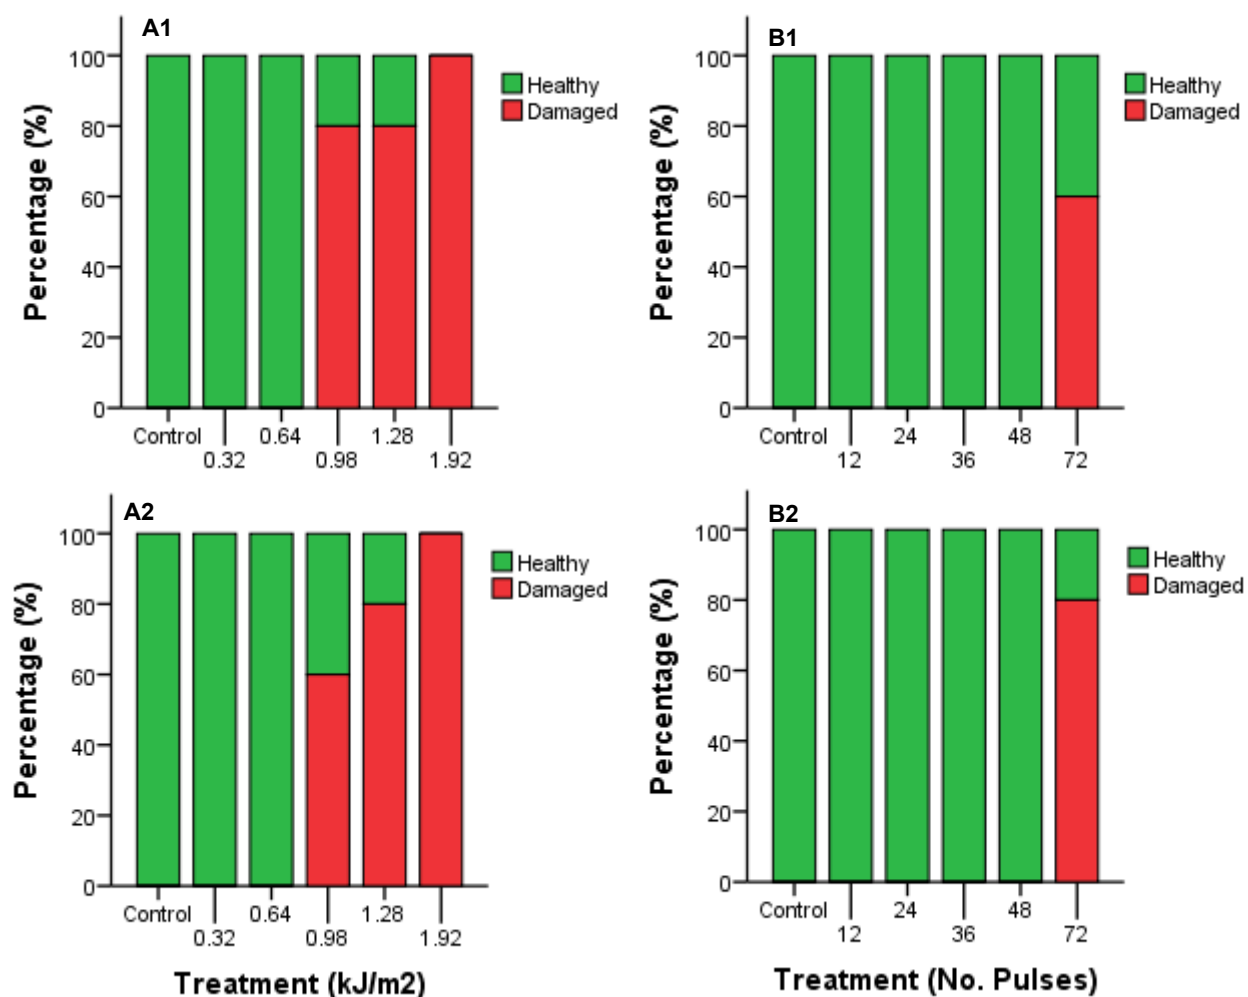 A1
100
80
60
40
20
0
Percentage (%)
Healthy
Damaged
Control 0.64 1.28
0.32 0.98 1.92
B1
100
80
60
40
20
0
Percentage (%)
Healthy
Damaged
Control 24 48
12 36 72
A2
100
80
60
40
20
0
Percentage (%)
Healthy
Damaged
Control 0.64 1.28
0.32 0.98 1.92
Treatment (kJ/m2)
B2
100
80
60
40
20
0
Percentage (%)
Healthy
Damaged
Control 24 48
12 36 72
Treatment (No. Pulses)